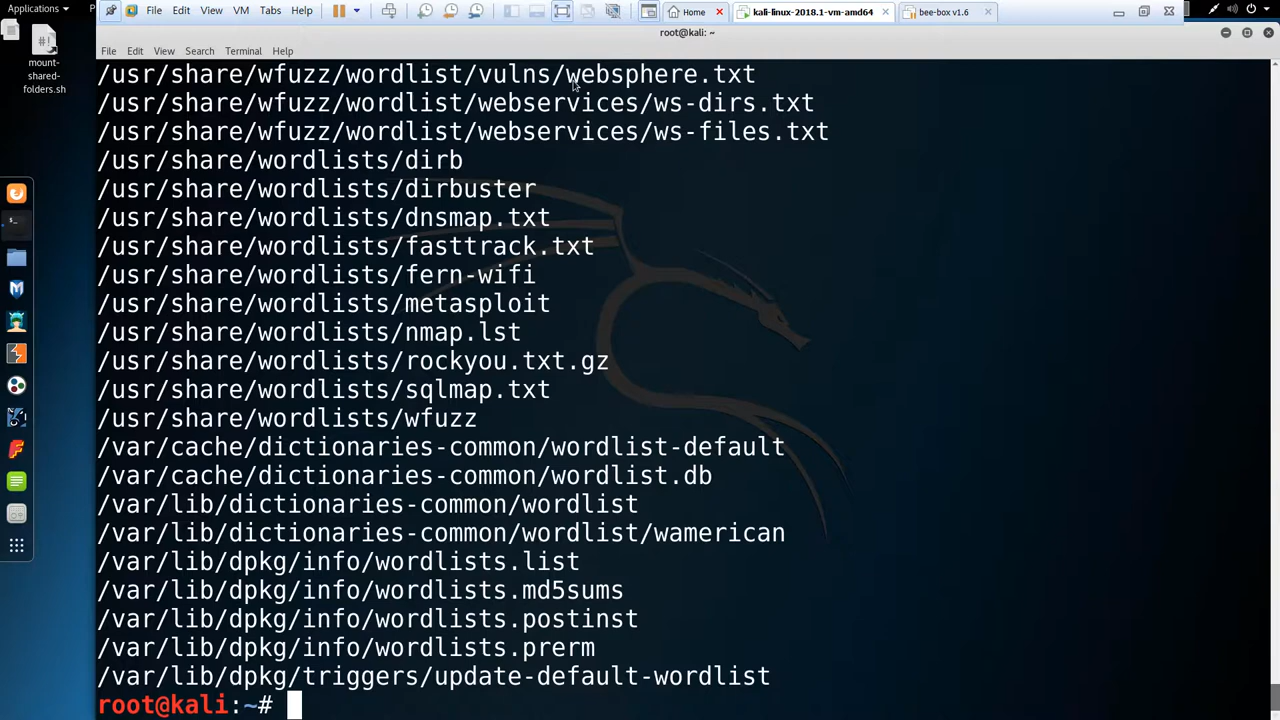 Applications
File Edit View VM Tabs Help
Home
kali-linux-2018.1-vm-amd64
bee-box v1.6
root@kali: ~
File Edit View Search Terminal Help
#!
mount-
shared-
folders.sh
/usr/share/wfuzz/wordlist/vulns/websphere.txt
/usr/share/wfuzz/wordlist/webservices/ws-dirs.txt
/usr/share/wfuzz/wordlist/webservices/ws-files.txt
/usr/share/wordlists/dirb
/usr/share/wordlists/dirbuster
/usr/share/wordlists/dnsmap.txt
/usr/share/wordlists/fasttrack.txt
/usr/share/wordlists/fern-wifi
/usr/share/wordlists/metasploit
/usr/share/wordlists/nmap.lst
/usr/share/wordlists/rockyou.txt.gz
/usr/share/wordlists/sqlmap.txt
/usr/share/wordlists/wfuzz
/var/cache/dictionaries-common/wordlist-default
/var/cache/dictionaries-common/wordlist.db
/var/lib/dictionaries-common/wordlist
/var/lib/dictionaries-common/wordlist/wamerican
/var/lib/dpkg/info/wordlists.list
/var/lib/dpkg/info/wordlists.md5sums
/var/lib/dpkg/info/wordlists.postinst
/var/lib/dpkg/info/wordlists.prerm
/var/lib/dpkg/triggers/update-default-wordlist
root@kali:~#